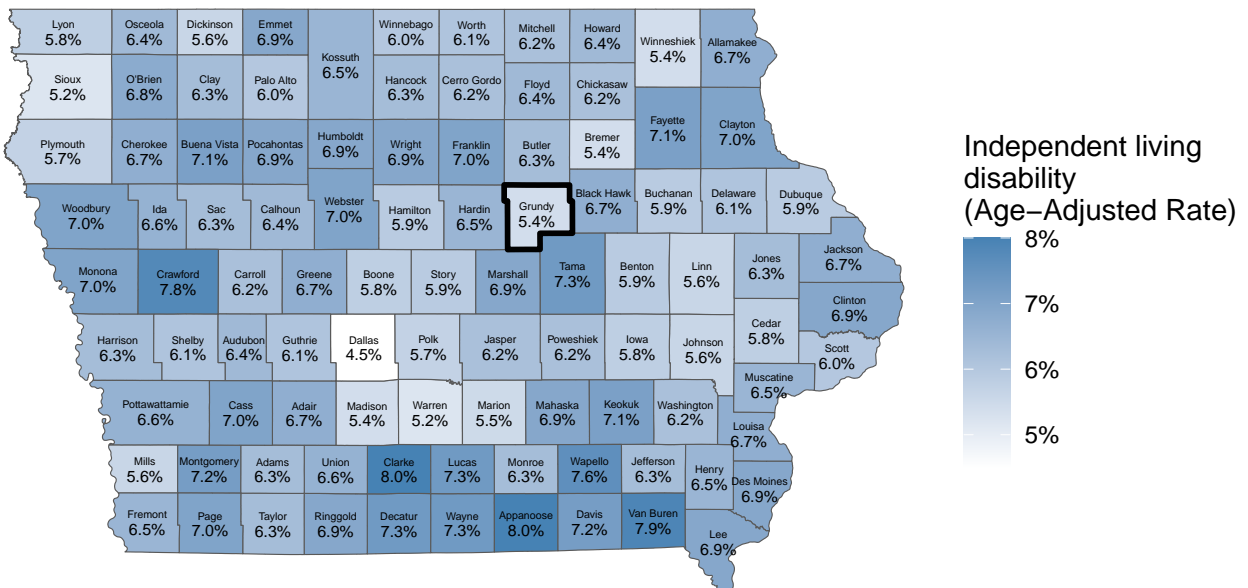 Lyon
5.8%
Osceola
6.4%
Dickinson
5.6%
Emmet
6.9%
Kossuth
6.5%
Winnebago
6.0%
Worth
6.1%
Mitchell
6.2%
Howard
6.4%
Winneshiek
5.4%
Allamakee
6.7%
Sioux
5.2%
O'Brien
6.8%
Clay
6.3%
Palo Alto
6.0%
Hancock
6.3%
Cerro Gordo
6.2%
Floyd
6.4%
Chickasaw
6.2%
Fayette
7.1%
Clayton
7.0%
Plymouth
5.7%
Cherokee
6.7%
Buena Vista
7.1%
Pocahontas
6.9%
Humboldt
6.9%
Wright
6.9%
Franklin
7.0%
Butler
6.3%
Bremer
5.4%
Woodbury
7.0%
Ida
6.6%
Sac
6.3%
Calhoun
6.4%
Webster
7.0%
Hamilton
5.9%
Hardin
6.5%
Grundy
5.4%
Black Hawk
6.7%
Buchanan
5.9%
Delaware
6.1%
Dubuque
5.9%
Monona
7.0%
Crawford
7.8%
Carroll
6.2%
Greene
6.7%
Boone
5.8%
Story
5.9%
Marshall
6.9%
Tama
7.3%
Benton
5.9%
Linn
5.6%
Jones
6.3%
Jackson
6.7%
Clinton
6.9%
Harrison
6.3%
Shelby
6.1%
Audubon
6.4%
Guthrie
6.1%
Dallas
4.5%
Polk
5.7%
Jasper
6.2%
Poweshiek
6.2%
Iowa
5.8%
Johnson
5.6%
Cedar
5.8%
Scott
6.0%
Muscatine
6.5%
Pottawattamie
6.6%
Cass
7.0%
Adair
6.7%
Madison
5.4%
Warren
5.2%
Marion
5.5%
Mahaska
6.9%
Keokuk
7.1%
Washington
6.2%
Louisa
6.7%
Mills
5.6%
Montgomery
7.2%
Adams
6.3%
Union
6.6%
Clarke
8.0%
Lucas
7.3%
Monroe
6.3%
Wapello
7.6%
Jefferson
6.3%
Henry
6.5%
Des Moines
6.9%
Fremont
6.5%
Page
7.0%
Taylor
6.3%
Ringgold
6.9%
Decatur
7.3%
Wayne
7.3%
Appanoose
8.0%
Davis
7.2%
Van Buren
7.9%
Lee
6.9%
Independent living
disability
(Age−Adjusted Rate)
8%
7%
6%
5%